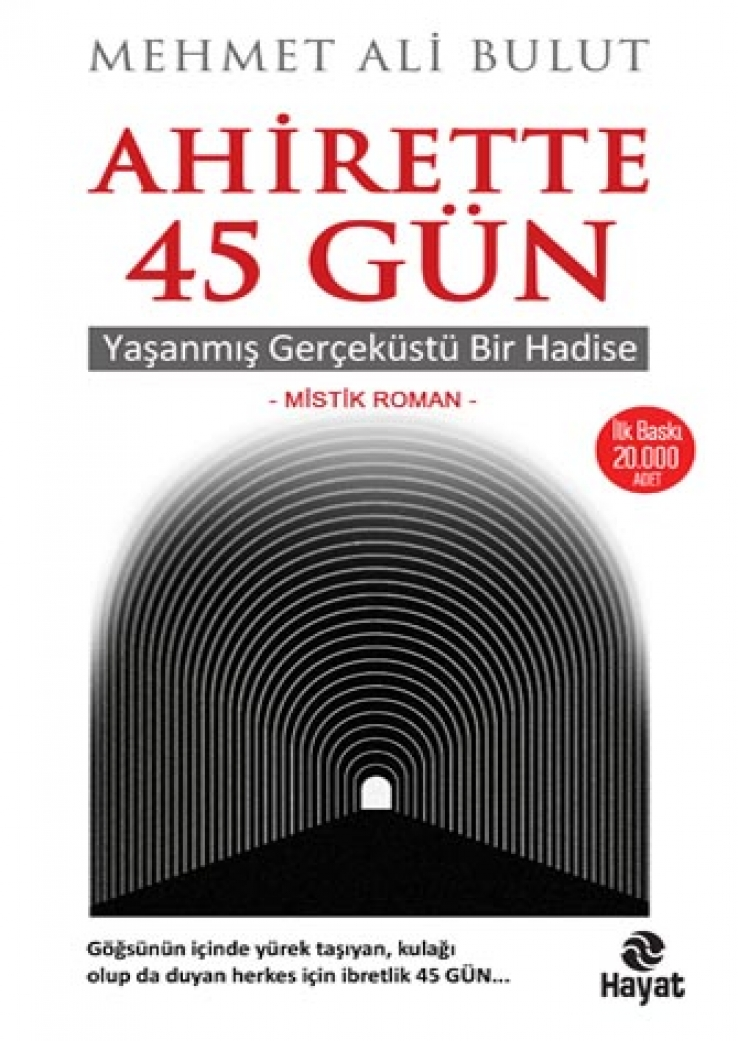 MEHMET ALİ BULUT
AHİRETTE
45 GÜN
Yaşanmış Gerçeküstü Bir Hadise
- MİSTİK ROMAN -
İlk Baskı
20.000
ADET
Göğsünün içinde yürek taşıyan, kulağı
olup da duyan herkes için ibretlik 45 GÜN...
Hayat